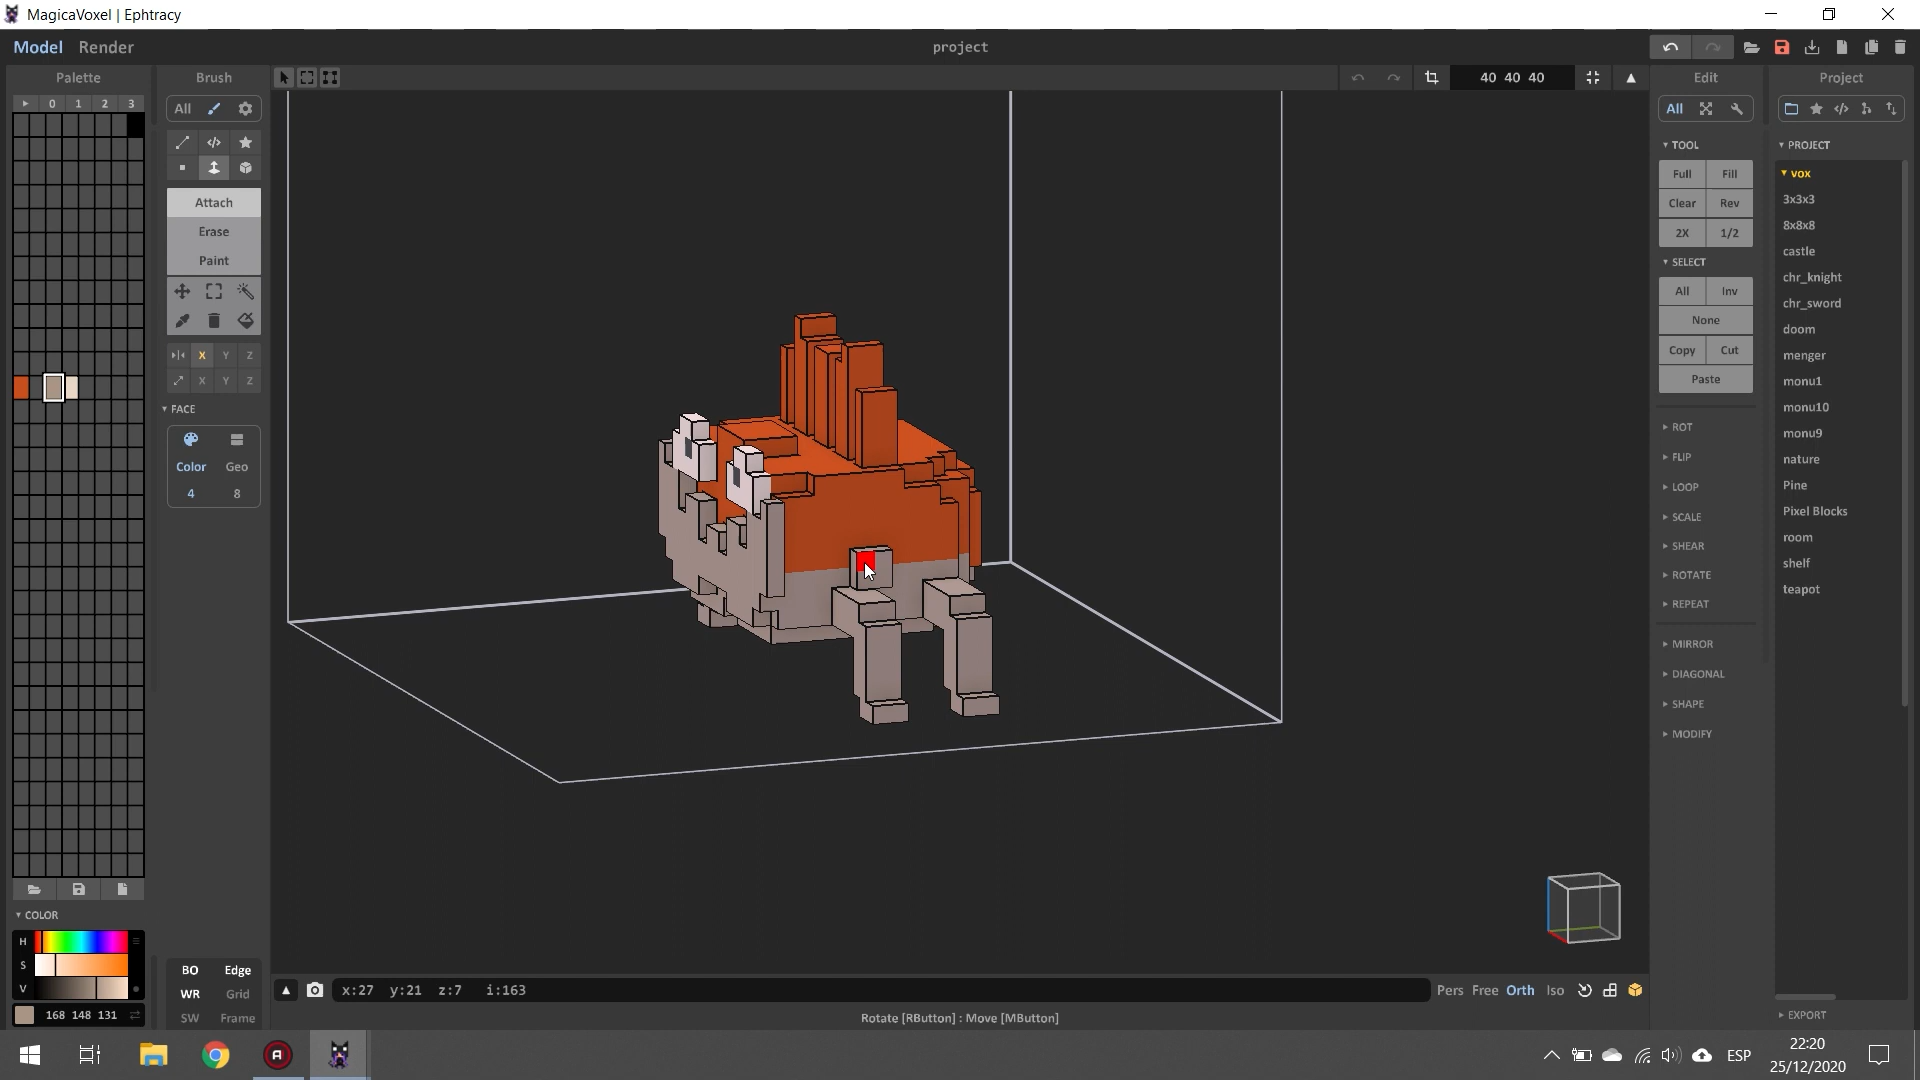 MagicaVoxel | Ephtracy
Model Render
project
Palette
Brush
40 40 40
Edit
Project
0 1 2 3
All
All
TOOL
PROJECT
Full Fill
vox
Attach
Clear Rev
3x3x3
Erase
2X 1/2
8x8x8
Paint
SELECT
castle
All Inv
chr_knight
None
chr_sword
doom
X Y Z
Copy Cut
menger
X Y Z
Paste
monu1
FACE
monu10
ROT
monu9
FLIP
nature
Color Geo
LOOP
Pine
4 8
SCALE
Pixel Blocks
SHEAR
room
ROTATE
shelf
REPEAT
teapot
MIRROR
DIAGONAL
SHAPE
MODIFY
COLOR
H
S
V
168 148 131
BO Edge
WR Grid
SW Frame
x:27 y:21 z:7 i:163
Pers Free Orth Iso
Rotate [RButton] : Move [MButton]
EXPORT
ESP
22:20
25/12/2020